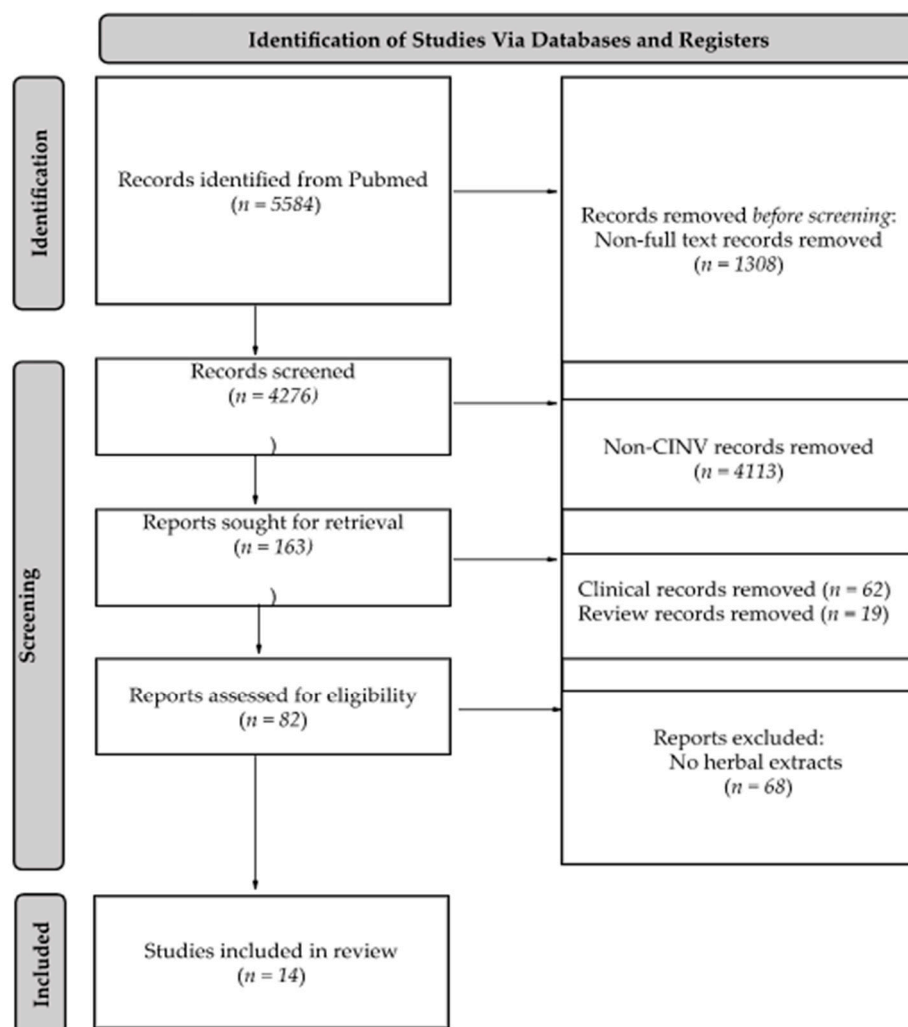 Identification of Studies Via Databases and Registers
Identification
Records identified from Pubmed
(n = 5584)
Records removed before screening:
Non-full text records removed
(n = 1308)
Screening
Records screened
(n = 4276)
)
Non-CINV records removed
(n = 4113)
Reports sought for retrieval
(n = 163)
)
Clinical records removed (n = 62)
Review records removed (n = 19)
Reports assessed for eligibility
(n = 82)
Reports excluded:
No herbal extracts
(n = 68)
Included
Studies included in review
(n = 14)